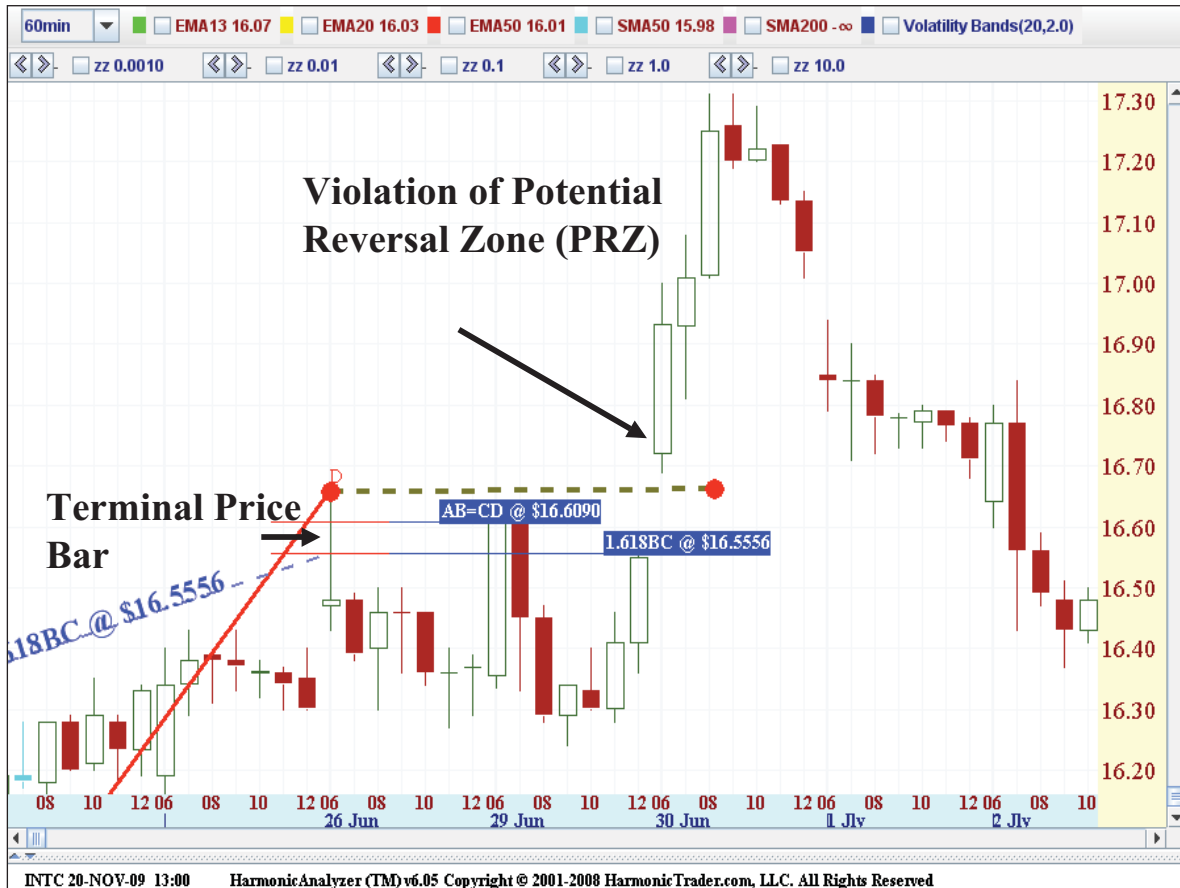 60min EMA13 16.07 EMA20 16.03 EMA50 16.01 SMA50 15.98 SMA200 -∞ Volatility Bands(20,2.0)
zz 0.0010 zz 0.01 zz 0.1 zz 1.0 zz 10.0
17.30
17.20
17.10
17.00
16.90
16.80
16.70
16.60
16.50
16.40
16.30
16.20
Violation of Potential
Reversal Zone (PRZ)
D
Terminal Price
Bar
AB=CD @ $16.6090
1.618BC @ $16.5556
.618BC @ $16.5556
08 10 12 06 08 10 12 06 08 10 12 06 08 10 12 06 08 10 12 06 08 10 12 06 08 10
26 Jun 29 Jun 30 Jun 1 Jly 2 Jly
INTC 20-NOV-09 13:00 HarmonicAnalyzer (TM) v6.05 Copyright © 2001-2008 HarmonicTrader.com, LLC. All Rights Reserved